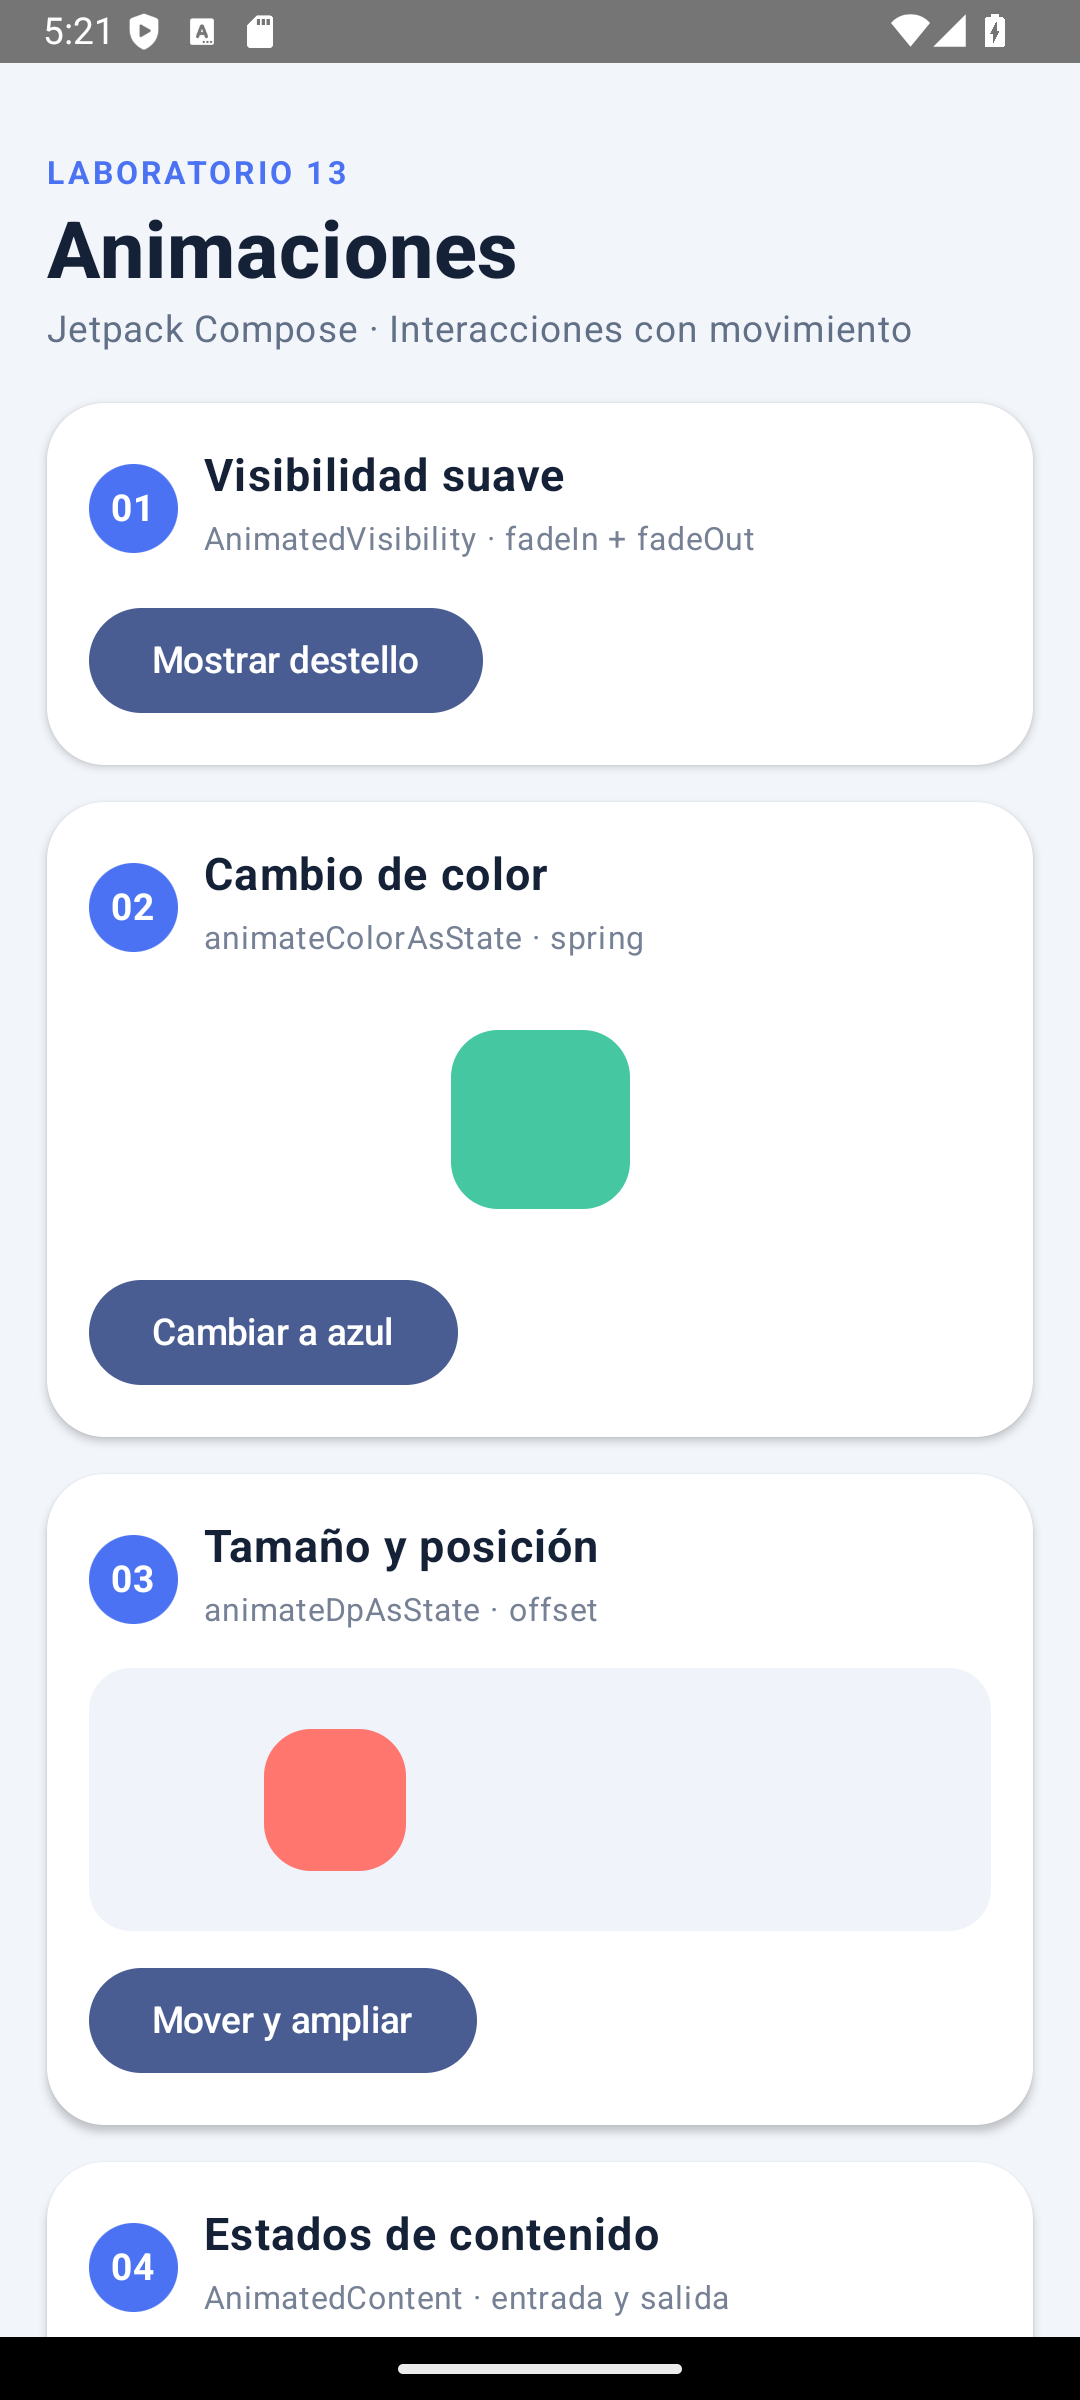 5:21
LABORATORIO 13
Animaciones
Jetpack Compose · Interacciones con movimiento
01
Visibilidad suave
AnimatedVisibility · fadeIn + fadeOut
Mostrar destello
02
Cambio de color
animateColorAsState · spring
Cambiar a azul
03
Tamaño y posición
animateDpAsState · offset
Mover y ampliar
04
Estados de contenido
AnimatedContent · entrada y salida